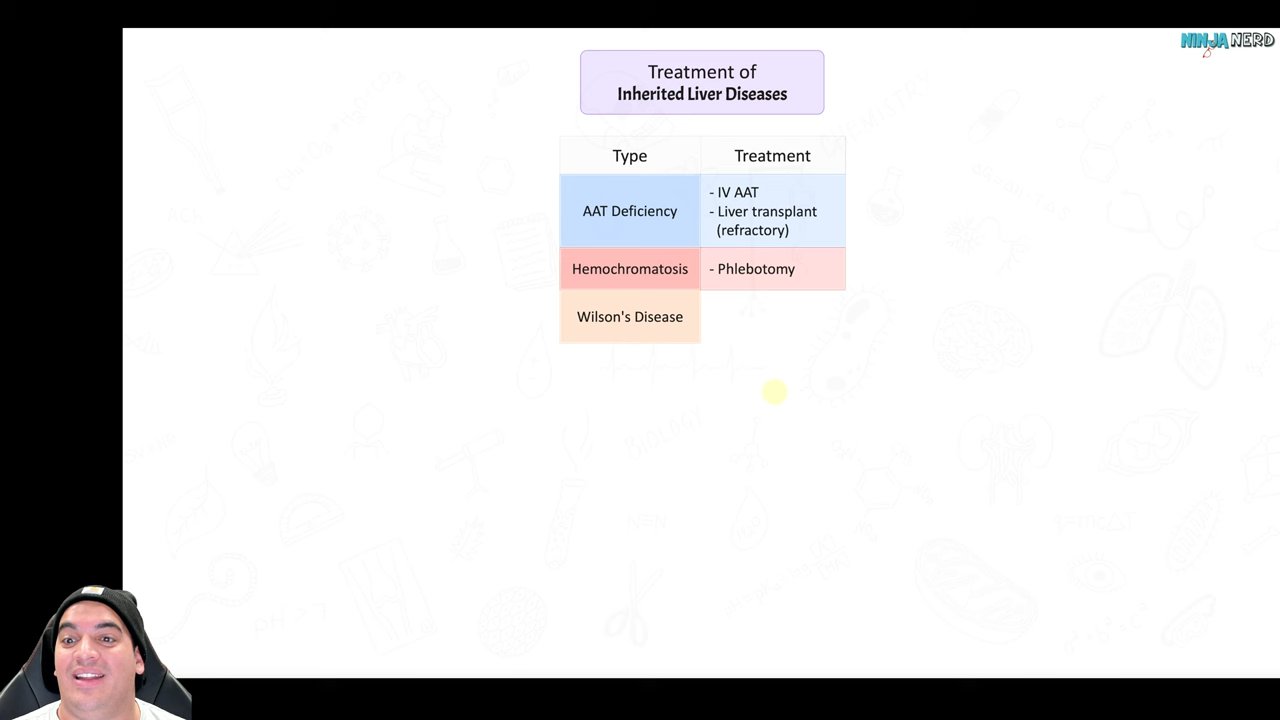 NINJA NERD
Treatment of
Inherited Liver Diseases
Type
Treatment
AAT Deficiency
- IV AAT
- Liver transplant
(refractory)
Hemochromatosis
- Phlebotomy
Wilson's Disease
BIOLOGY